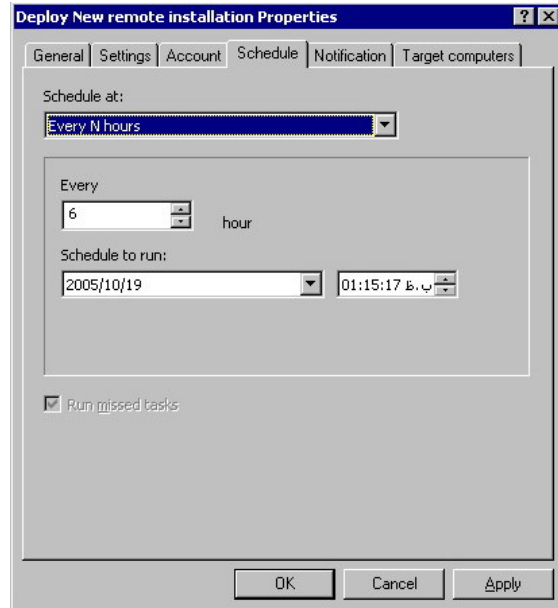 Deploy New remote installation Properties
General Settings Account Schedule Notification Target computers
Schedule at:
Every N hours
Every
6 hour
Schedule to run:
2005/10/19 01:15:17 ب.ظ
Run missed tasks
OK Cancel Apply